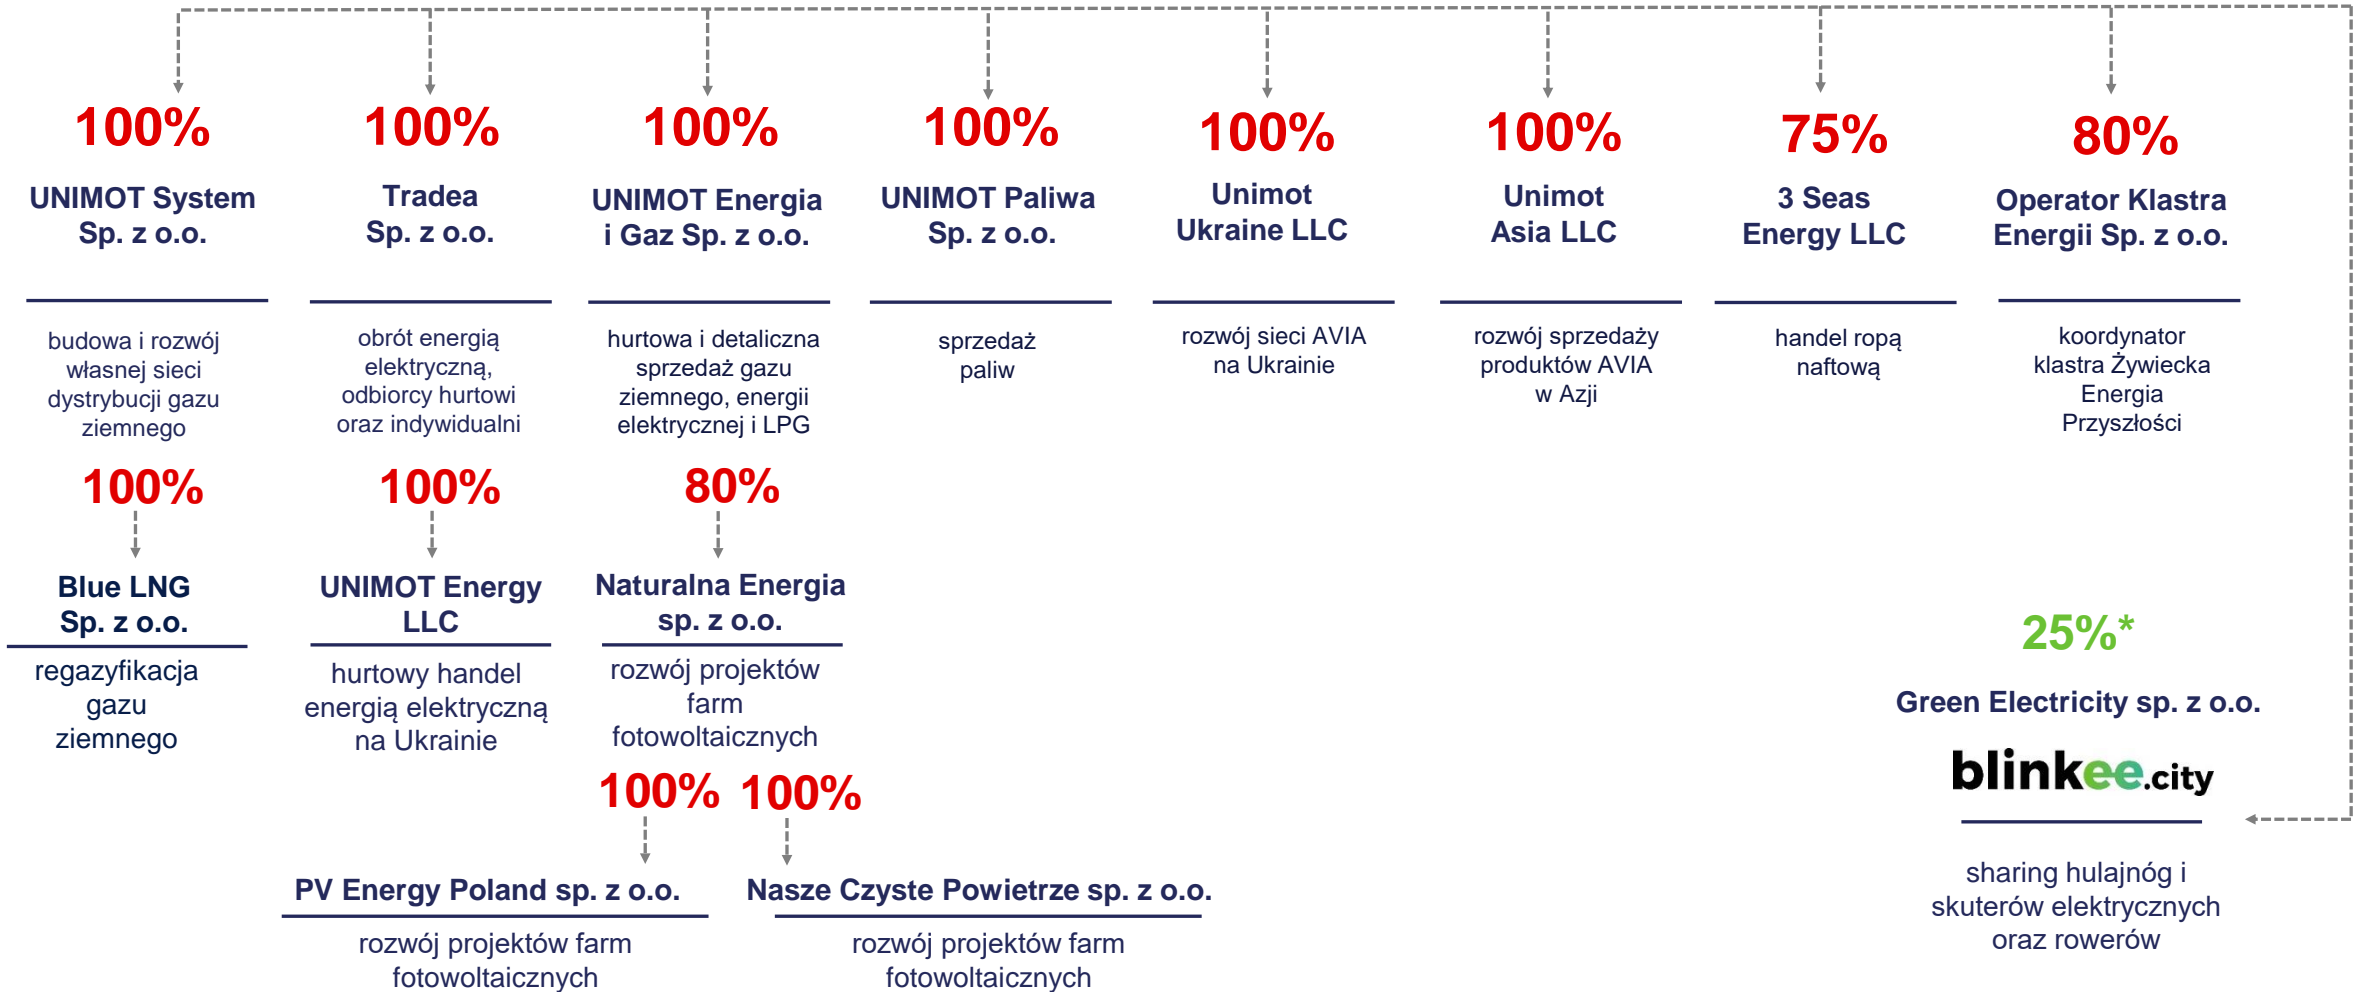 100%
UNIMOT System
Sp. z o.o.
budowa i rozwój
własnej sieci
dystrybucji gazu
ziemnego
100%
Tradea
Sp. z o.o.
obrót energią
elektryczną,
odbiorcy hurtowi
oraz indywidualni
100%
UNIMOT Energia
i Gaz Sp. z o.o.
hurtowa i detaliczna
sprzedaż gazu
ziemnego, energii
elektrycznej i LPG
100%
UNIMOT Paliwa
Sp. z o.o.
sprzedaż
paliw
100%
Unimot
Ukraine LLC
rozwój sieci AVIA
na Ukrainie
100%
Unimot
Asia LLC
rozwój sprzedaży
produktów AVIA
w Azji
75%
3 Seas
Energy LLC
handel ropą
naftową
80%
Operator Klastra
Energii Sp. z o.o.
koordynator
klastra Żywiecka
Energia
Przyszłości
100%
Blue LNG
Sp. z o.o.
regazyfikacja
gazu
ziemnego
100%
UNIMOT Energy
LLC
hurtowy handel
energią elektryczną
na Ukrainie
80%
Naturalna Energia
sp. z o.o.
rozwój projektów
farm
fotowoltaicznych
100%
PV Energy Poland sp. z o.o.
rozwój projektów farm
fotowoltaicznych
100%
Nasze Czyste Powietrze sp. z o.o.
rozwój projektów farm
fotowoltaicznych
25%*
Green Electricity sp. z o.o.
blinkee.city
sharing hulajnóg i
skuterów elektrycznych
oraz rowerów